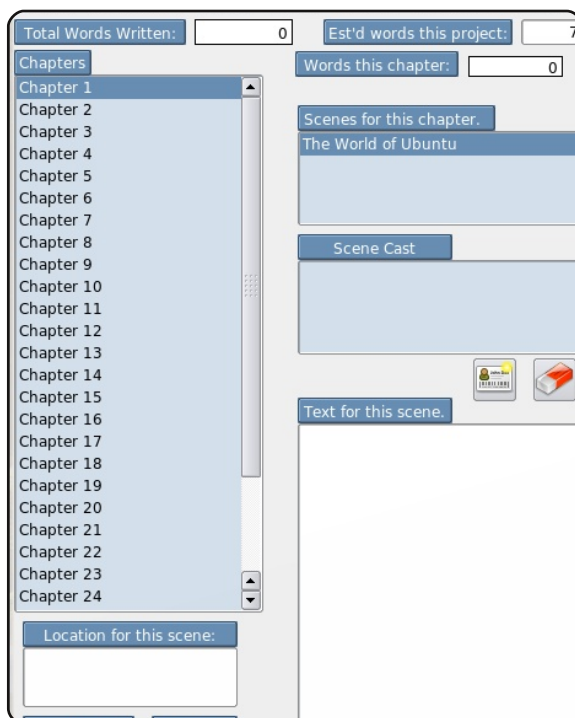 Total Words Written: 0
Est'd words this project: 7
Chapters
Words this chapter: 0
Chapter 1
Chapter 2
Chapter 3
Chapter 4
Chapter 5
Chapter 6
Chapter 7
Chapter 8
Chapter 9
Chapter 10
Chapter 11
Chapter 12
Chapter 13
Chapter 14
Chapter 15
Chapter 16
Chapter 17
Chapter 18
Chapter 19
Chapter 20
Chapter 21
Chapter 22
Chapter 23
Chapter 24
Scenes for this chapter.
The World of Ubuntu
Scene Cast
Text for this scene.
Location for this scene: